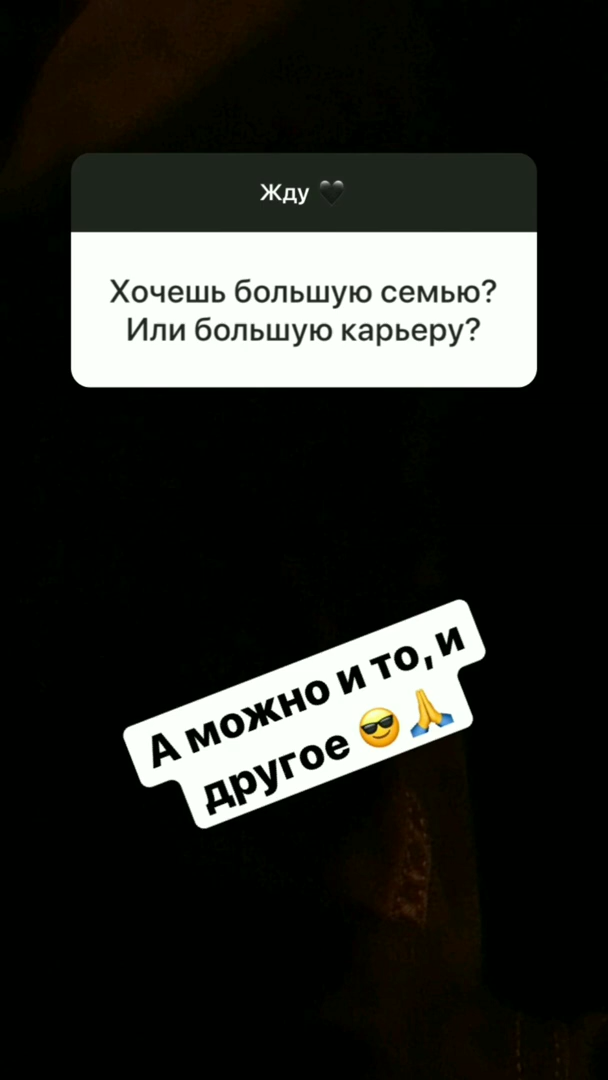 Жду 🖤
Хочешь большую семью?
Или большую карьеру?
А можно и то, и
другое 😎🙏